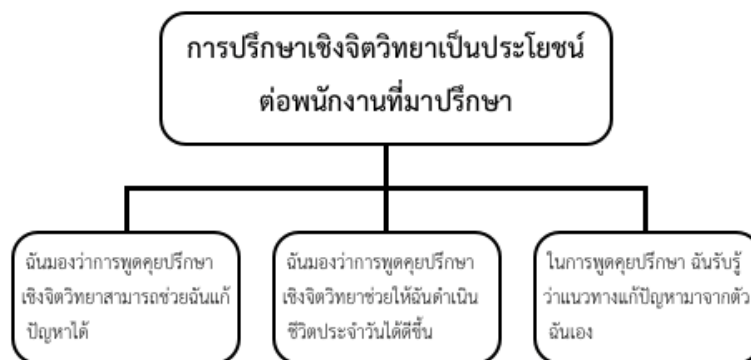 การปรึกษาเชิงจิตวิทยาเป็นประโยชน์
ต่อพนักงานที่มาปรึกษา
ฉันมองว่าการพูดคุยปรึกษา
เชิงจิตวิทยาสามารถช่วยฉันแก้
ปัญหาได้
ฉันมองว่าการพูดคุยปรึกษา
เชิงจิตวิทยาช่วยให้ฉันดำเนิน
ชีวิตประจำวันได้ดีขึ้น
ในการพูดคุยปรึกษา ฉันรับรู้
ว่าแนวทางแก้ปัญหามาจากตัว
ฉันเอง